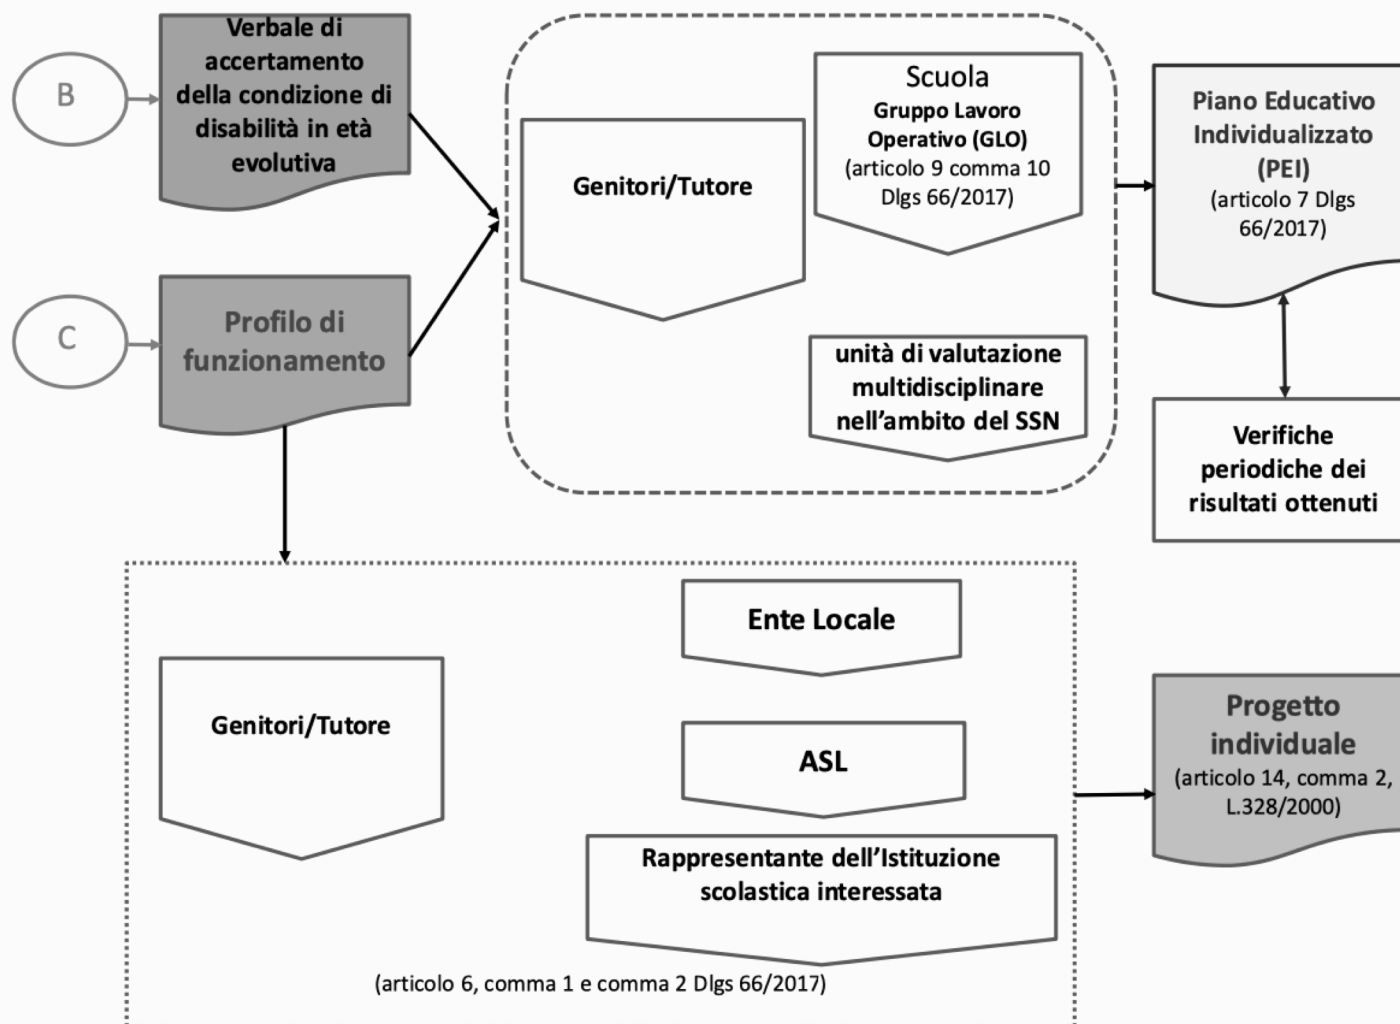 B
Verbale di
accertamento
della condizione di
disabilità in età
evolutiva
C
Profilo di
funzionamento
Genitori/Tutore
Scuola
Gruppo Lavoro
Operativo (GLO)
(articolo 9 comma 10
Dlgs 66/2017)
unità di valutazione
multidisciplinare
nell’ambito del SSN
Piano Educativo
Individualizzato
(PEI)
(articolo 7 Dlgs
66/2017)
Verifiche
periodiche dei
risultati ottenuti
Genitori/Tutore
Ente Locale
ASL
Rappresentante dell’Istituzione
scolastica interessata
(articolo 6, comma 1 e comma 2 Dlgs 66/2017)
Progetto
individuale
(articolo 14, comma 2,
L.328/2000)